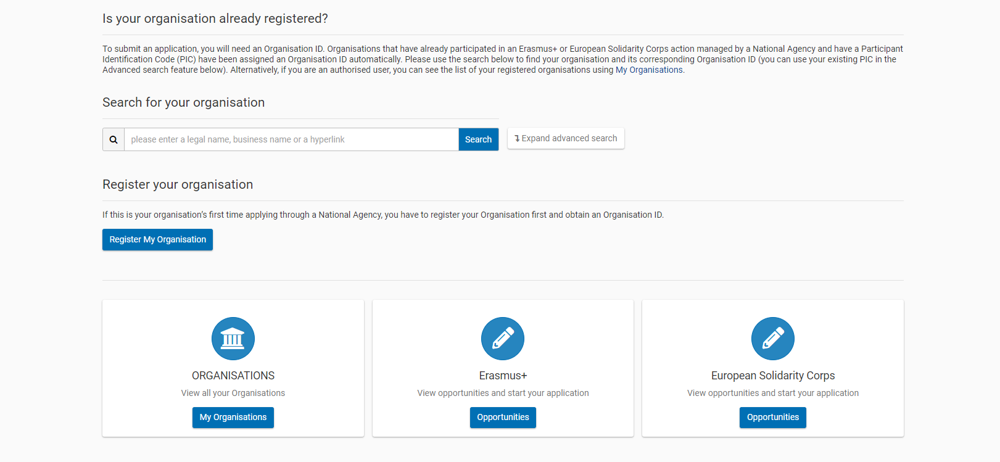 Is your organisation already registered?
To submit an application, you will need an Organisation ID. Organisations that have already participated in an Erasmus+ or European Solidarity Corps action managed by a National Agency and have a Participant
Identification Code (PIC) have been assigned an Organisation ID automatically. Please use the search below to find your organisation and its corresponding Organisation ID (you can use your existing PIC in the
Advanced search feature below). Alternatively, if you are an authorised user, you can see the list of your registered organisations using My Organisations.
Search for your organisation
please enter a legal name, business name or a hyperlink
Search
Expand advanced search
Register your organisation
If this is your organisation's first time applying through a National Agency, you have to register your Organisation first and obtain an Organisation ID.
Register My Organisation
ORGANISATIONS
View all your Organisations
My Organisations
Erasmus+
View opportunities and start your application
Opportunities
European Solidarity Corps
View opportunities and start your application
Opportunities